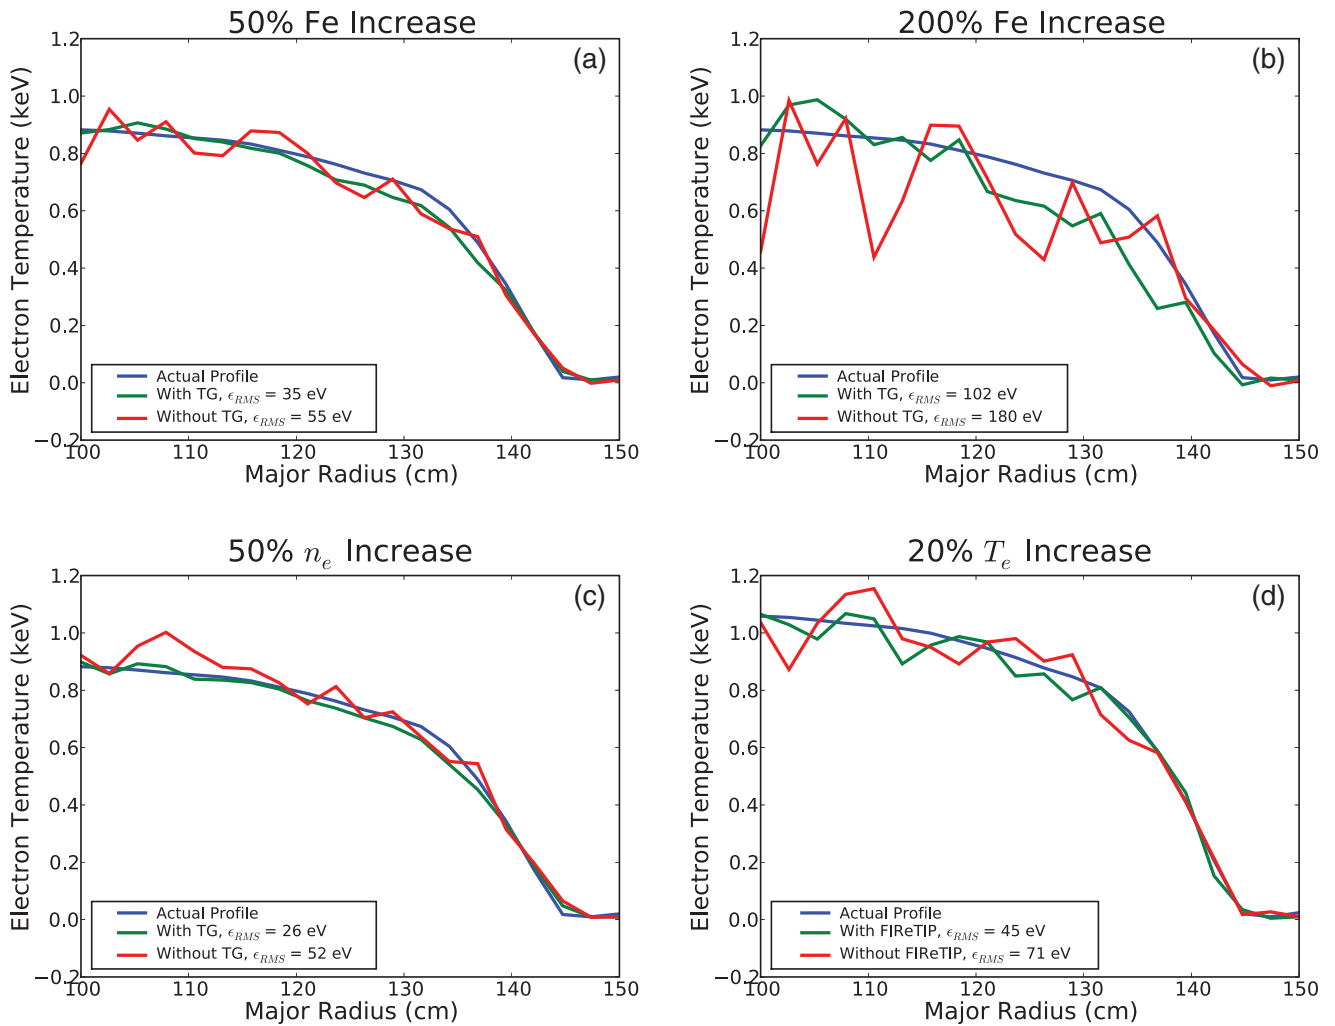 50% Fe Increase
(a)
Electron Temperature (keV)
1.2
1.0
0.8
0.6
0.4
0.2
0.0
−0.2
Actual Profile
With TG, ϵRMS = 35 eV
Without TG, ϵRMS = 55 eV
100 110 120 130 140 150
Major Radius (cm)
200% Fe Increase
(b)
Electron Temperature (keV)
1.2
1.0
0.8
0.6
0.4
0.2
0.0
−0.2
Actual Profile
With TG, ϵRMS = 102 eV
Without TG, ϵRMS = 180 eV
100 110 120 130 140 150
Major Radius (cm)
50% ne Increase
(c)
Electron Temperature (keV)
1.2
1.0
0.8
0.6
0.4
0.2
0.0
−0.2
Actual Profile
With TG, ϵRMS = 26 eV
Without TG, ϵRMS = 52 eV
100 110 120 130 140 150
Major Radius (cm)
20% Te Increase
(d)
Electron Temperature (keV)
1.2
1.0
0.8
0.6
0.4
0.2
0.0
−0.2
Actual Profile
With FIReTIP, ϵRMS = 45 eV
Without FIReTIP, ϵRMS = 71 eV
100 110 120 130 140 150
Major Radius (cm)